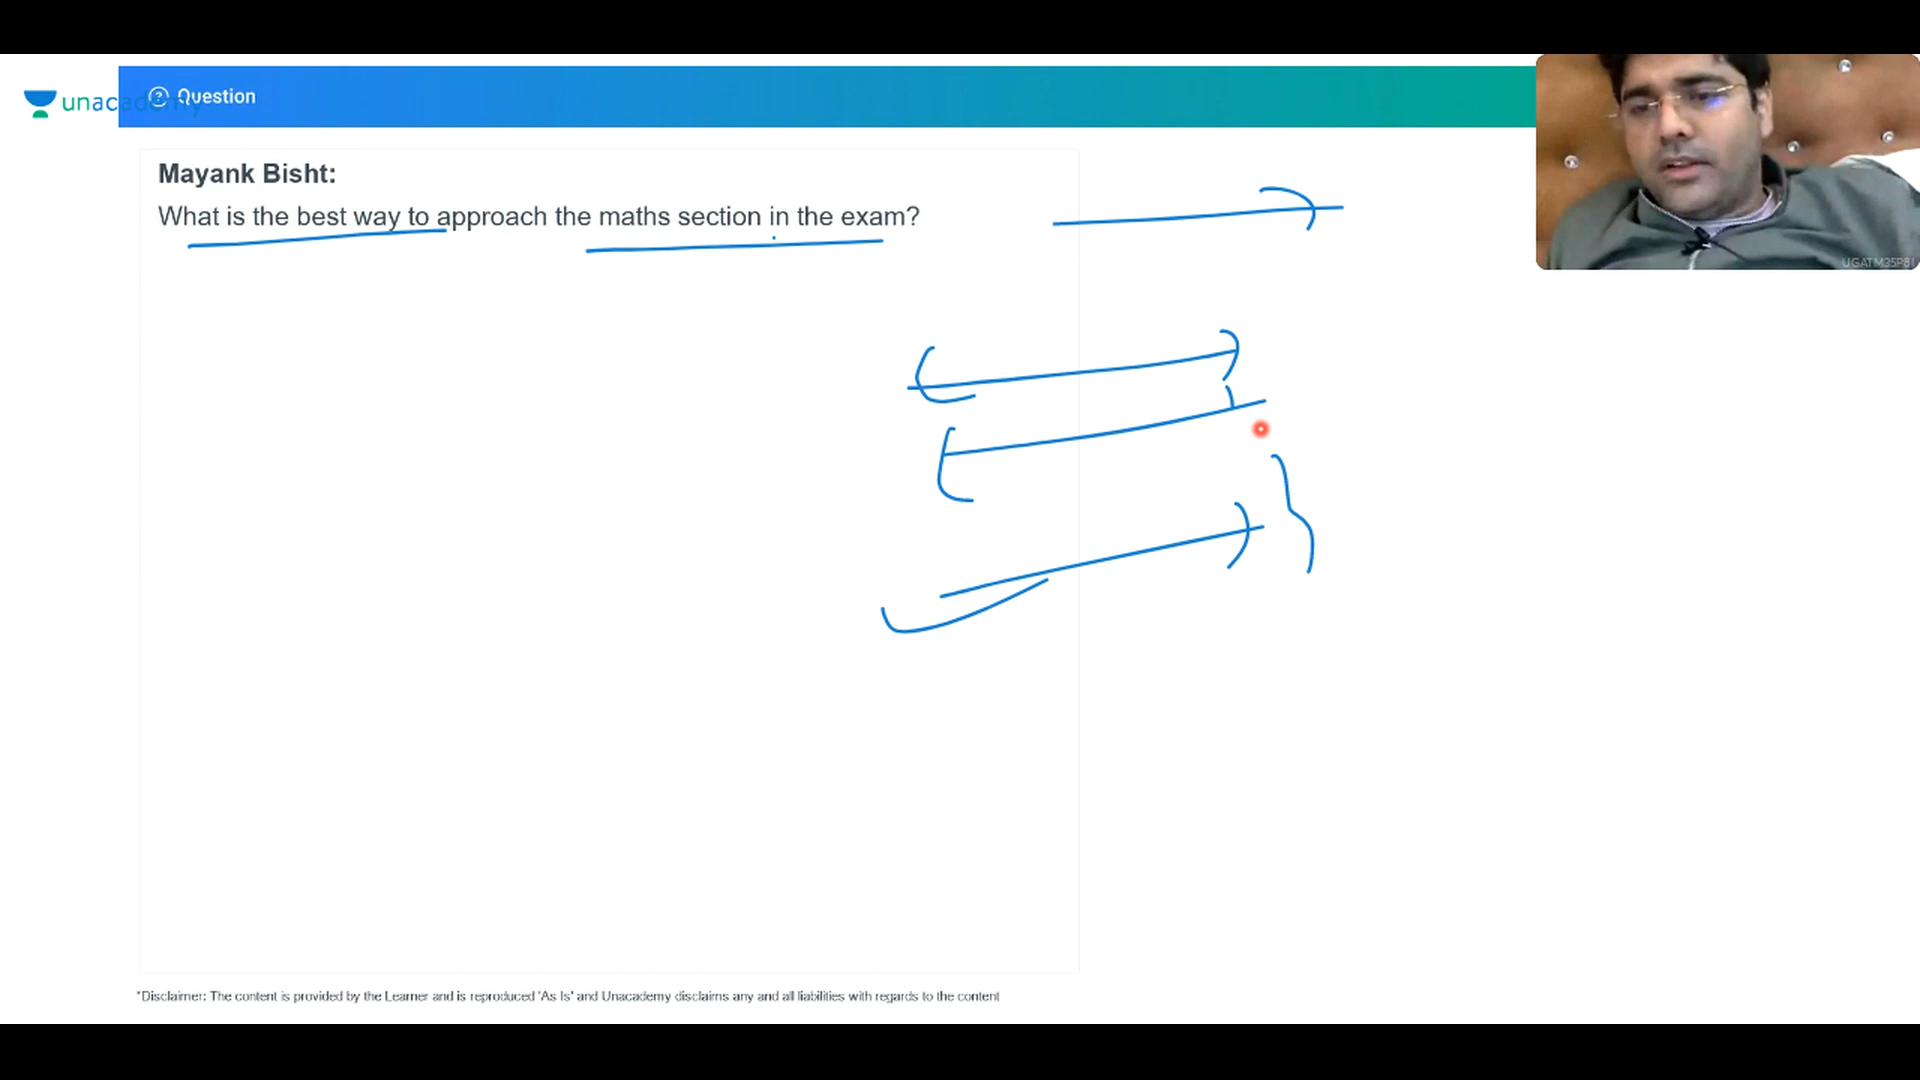 unacademy
Question
Mayank Bisht:
What is the best way to approach the maths section in the exam?
UGATM35P8I
*Disclaimer: The content is provided by the Learner and is reproduced 'As Is' and Unacademy disclaims any and all liabilities with regards to the content